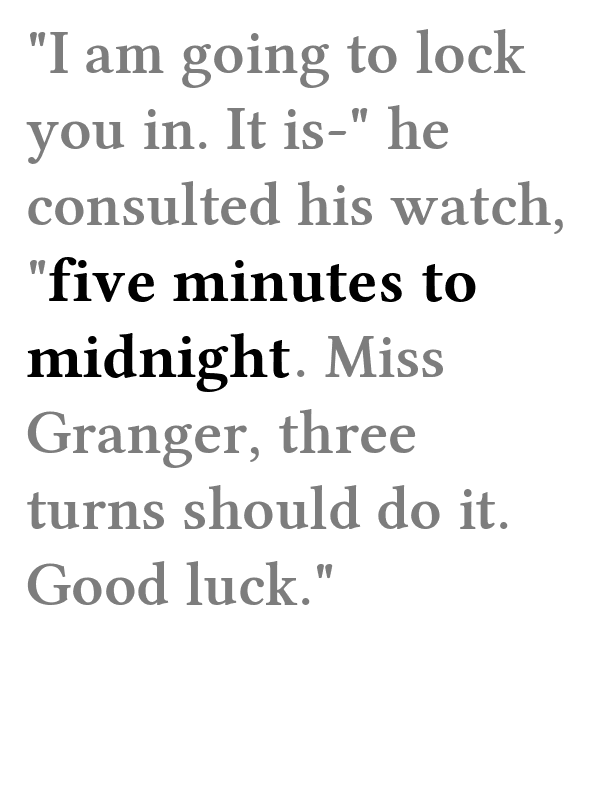 "I am going to lock
you in. It is-" he
consulted his watch,
"five minutes to
midnight. Miss
Granger, three
turns should do it.
Good luck."